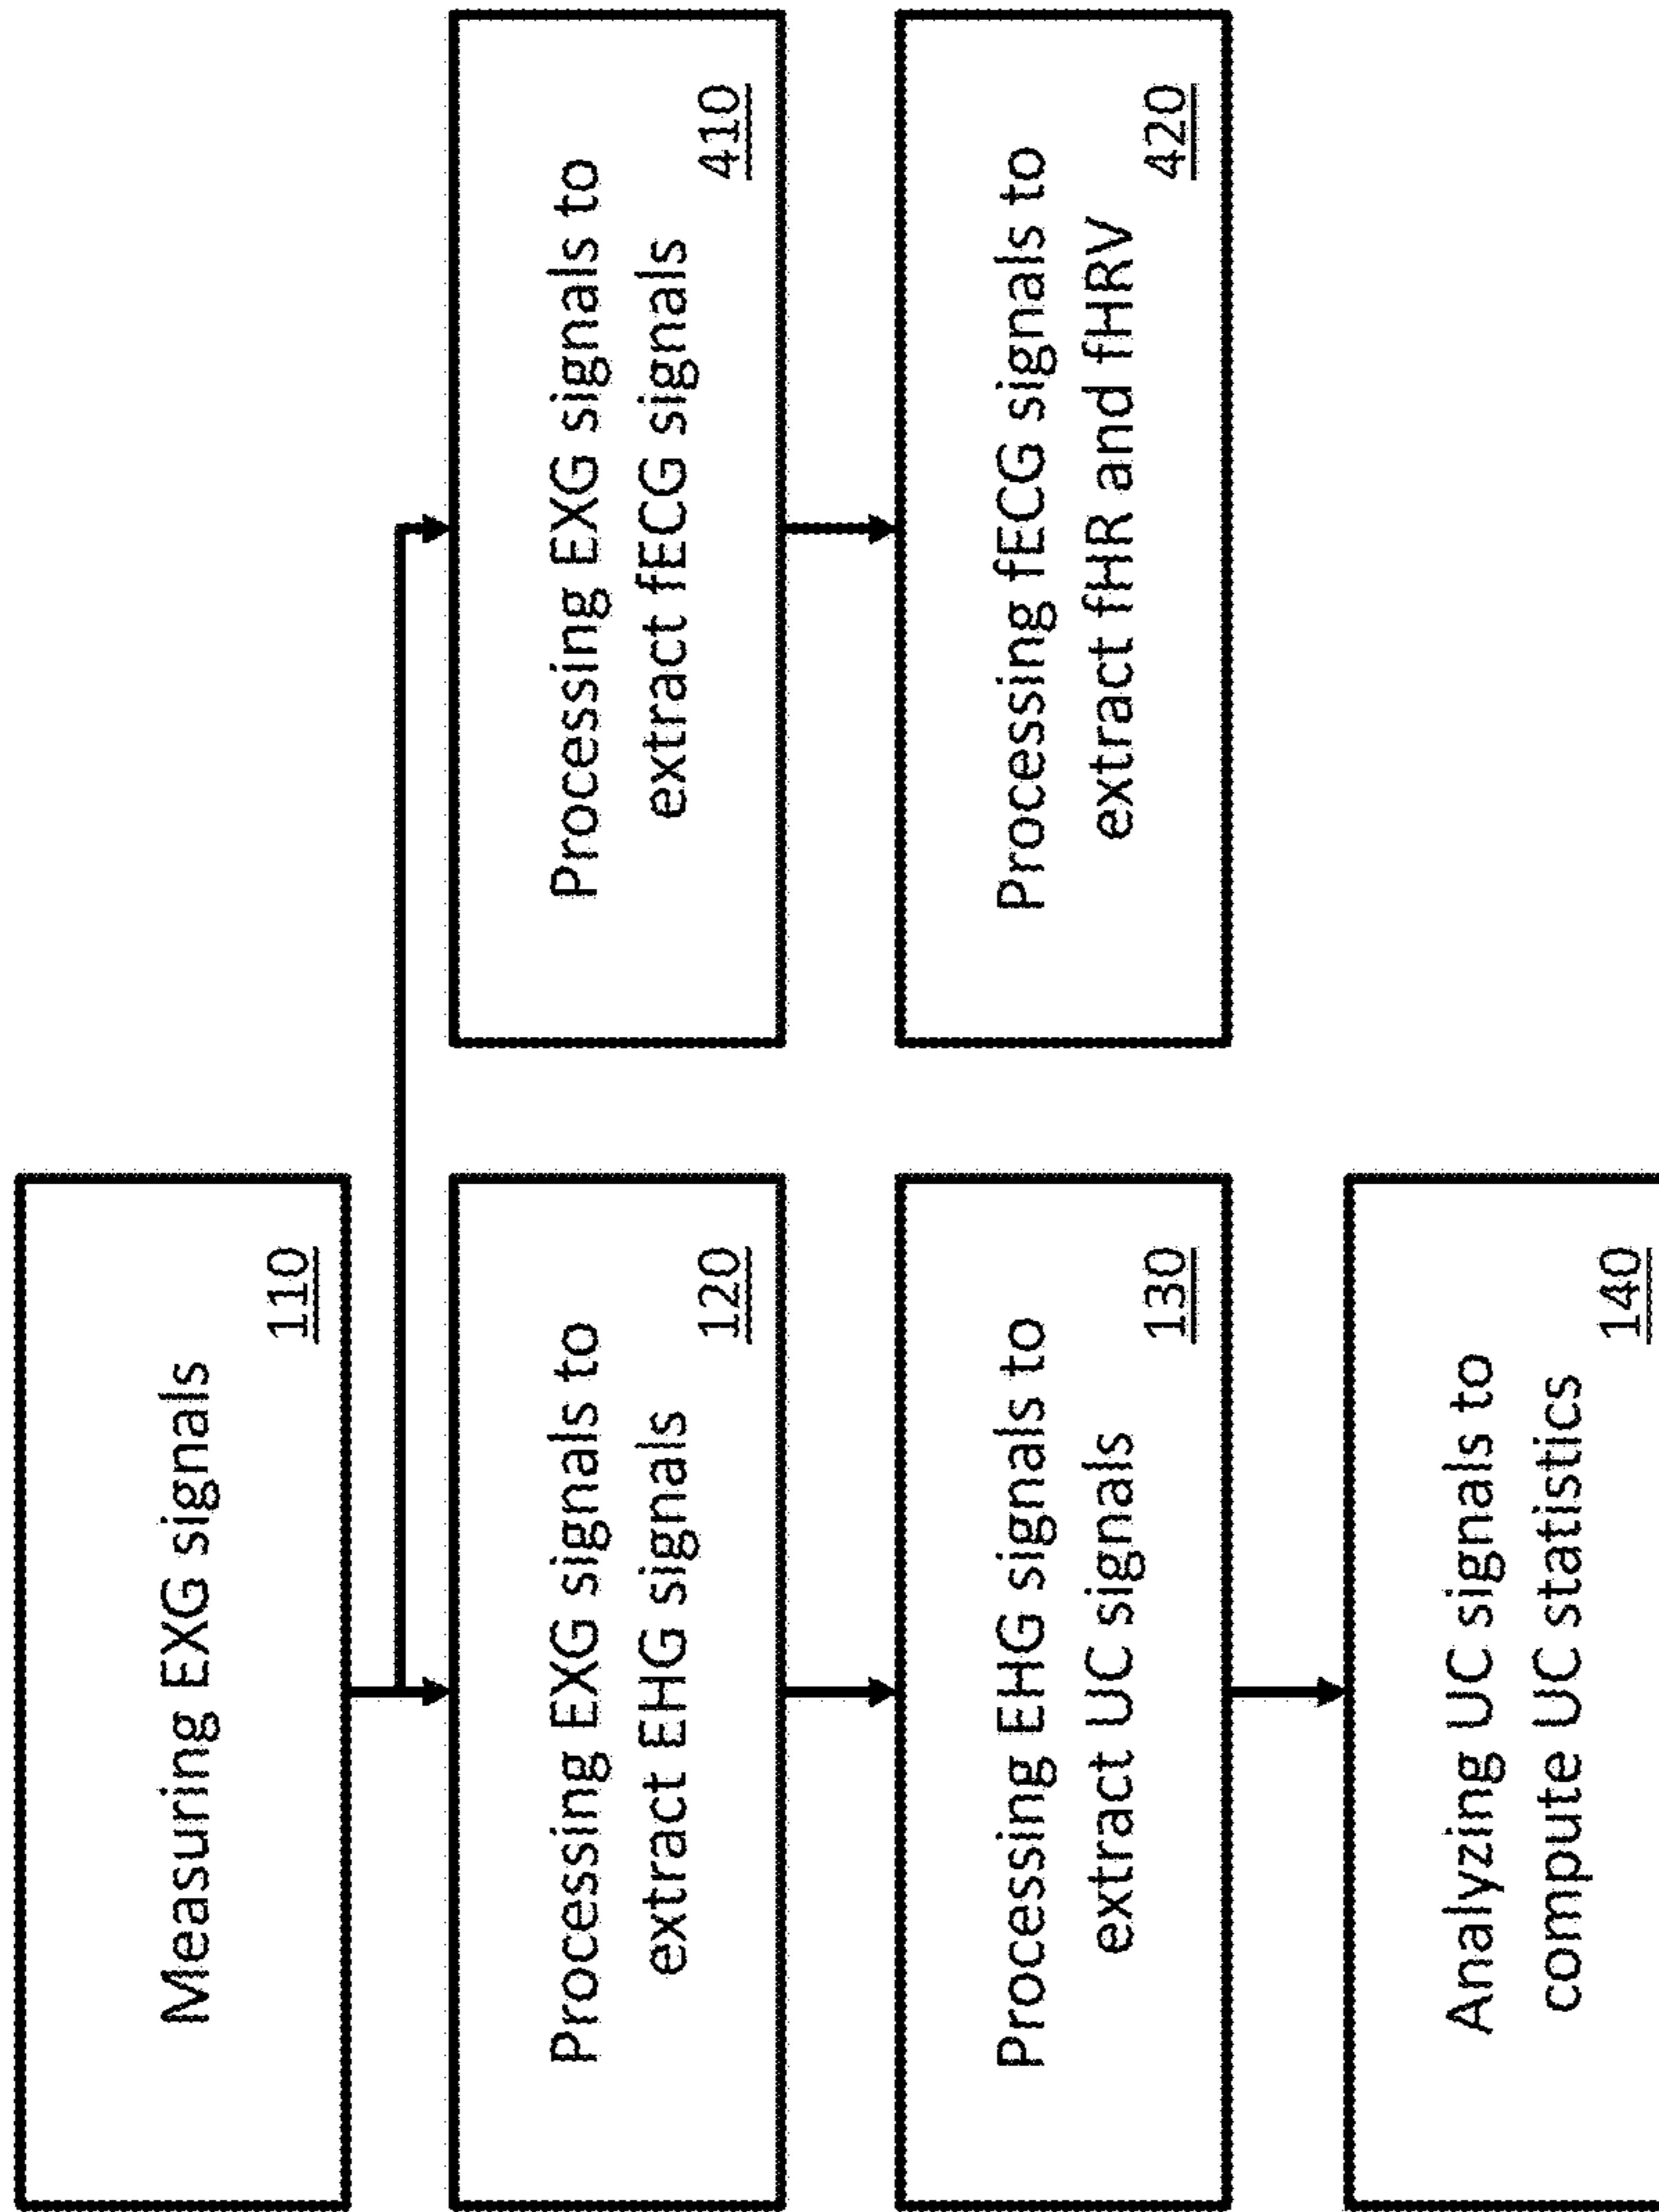 Measuring EXG signals
110
Processing EXG signals to
extract EHG signals
120
Processing EHG signals to
extract UC signals
130
Analyzing UC signals to
compute UC statistics
140
Processing EXG signals to
extract fECG signals
410
Processing fECG signals to
extract fHR and fHRV
420